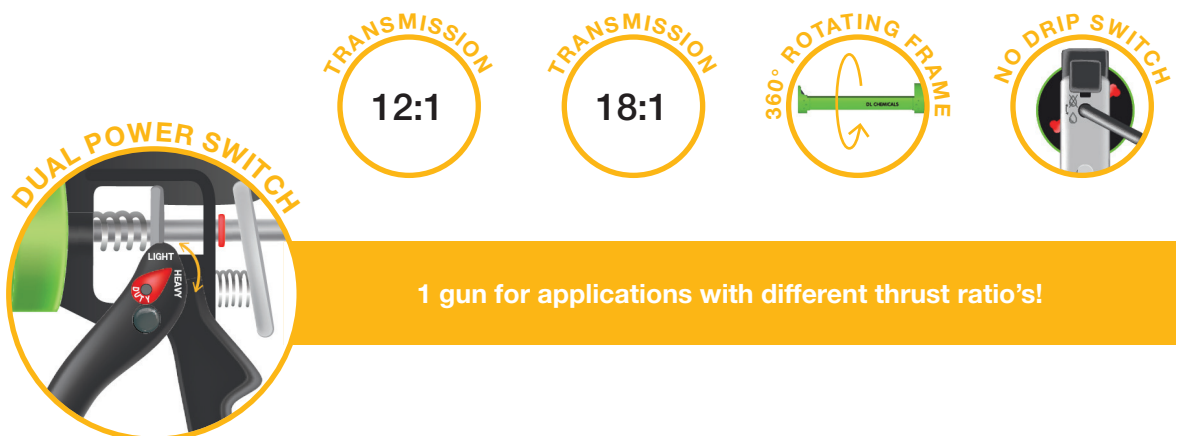 TRANSMISSION
12:1
TRANSMISSION
18:1
360° ROTATING FRAME
DL CHEMICALS
NO DRIP SWITCH
DUAL POWER SWITCH
LIGHT
HEAVY
DUTY
1 gun for applications with different thrust ratio's!